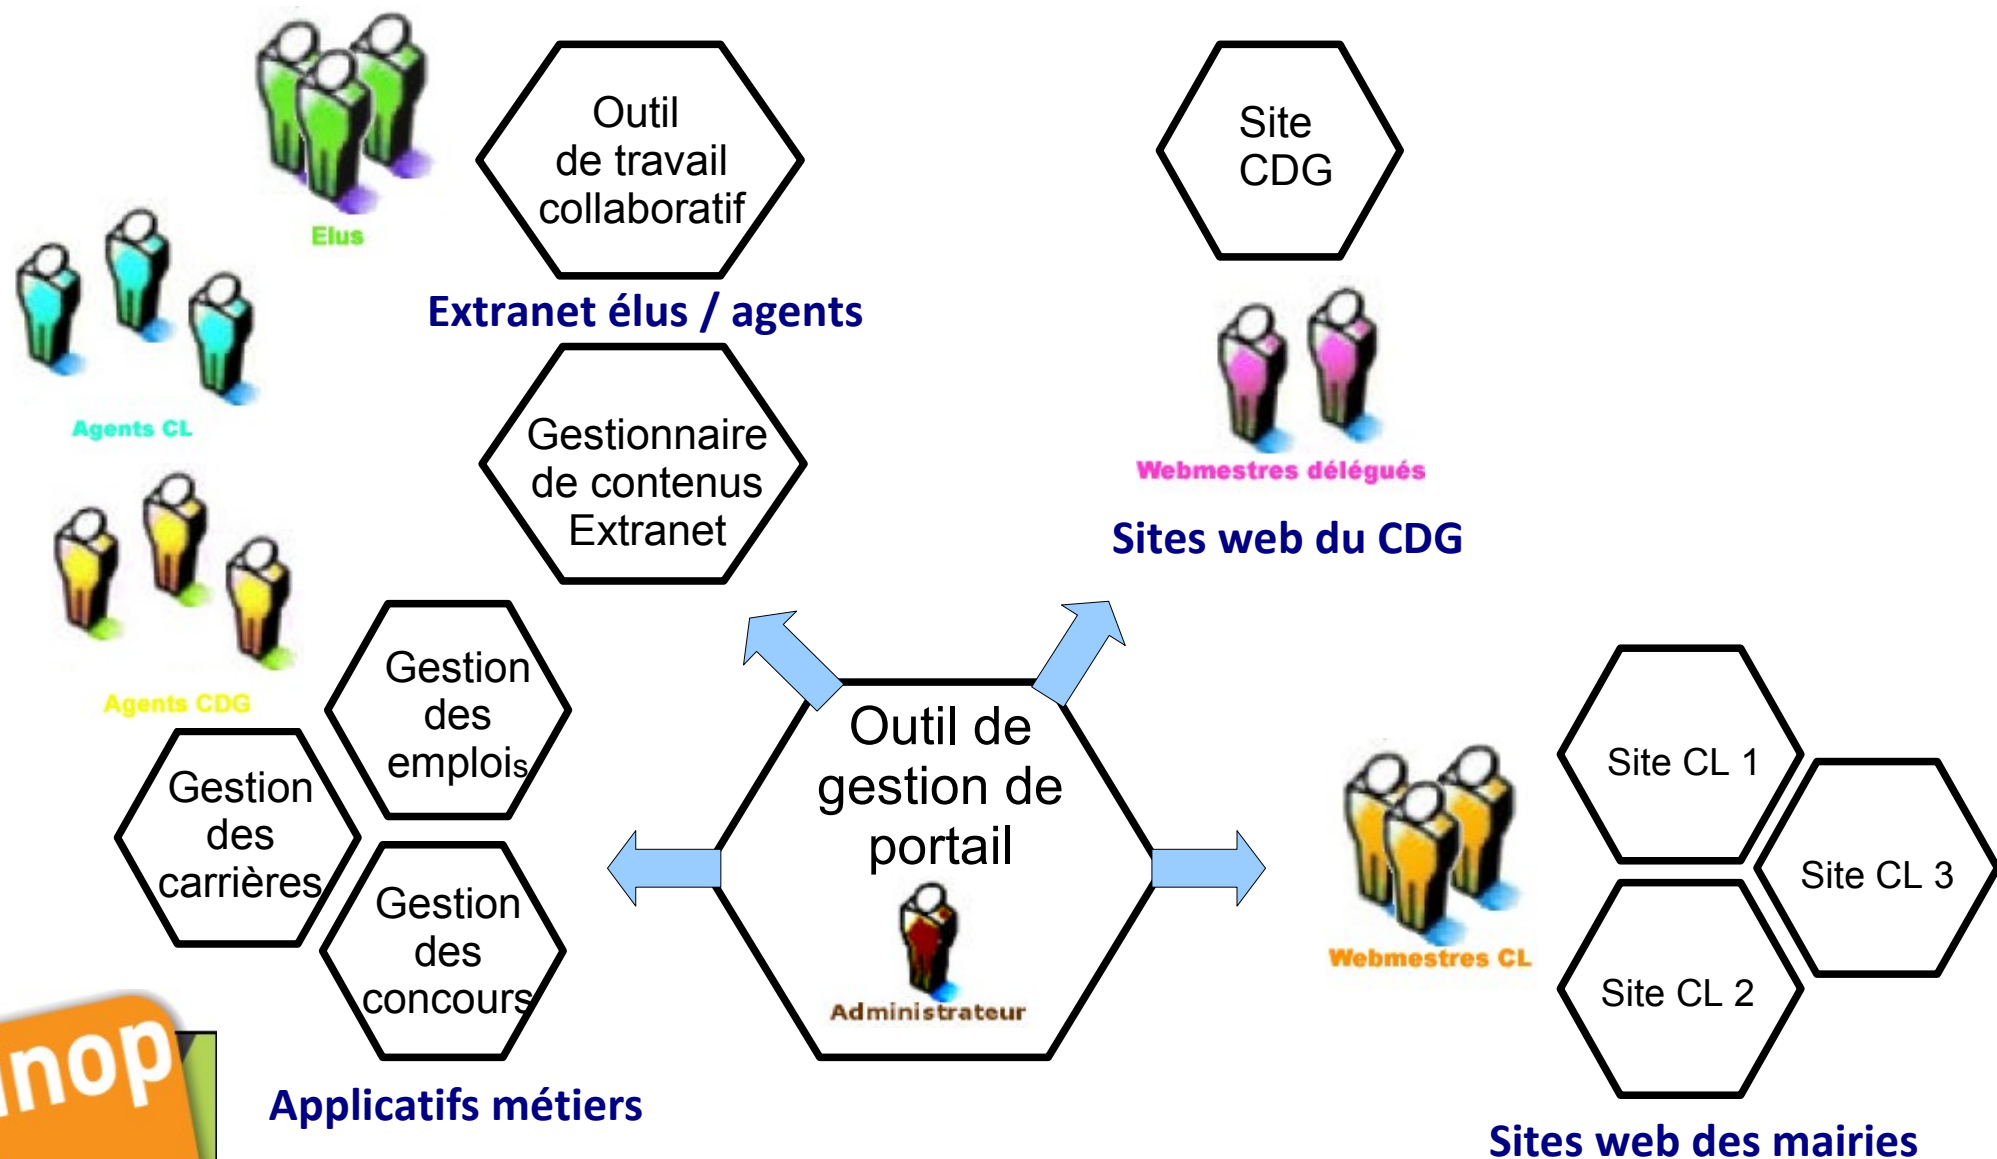 Elus
Outil
de travail
collaboratif
Site
CDG
Extranet élus / agents
Agents CL
Gestionnaire
de contenus
Extranet
Webmestres délégués
Sites web du CDG
Agents CDG
Gestion
des
emplois
Gestion
des
carrières
Gestion
des
concours
Applicatifs métiers
Outil de
gestion de
portail
Administrateur
Webmestres CL
Site CL 1
Site CL 3
Site CL 2
Sites web des mairies